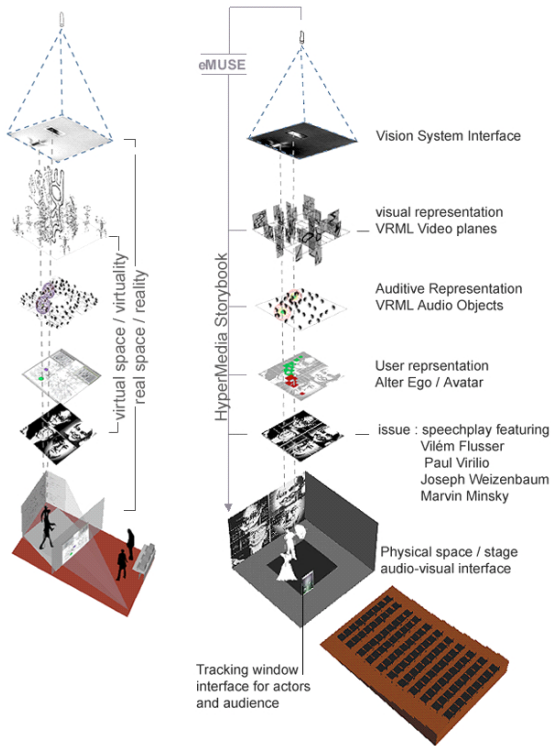 eMUSE
Vision System Interface
visual representation
VRML Video planes
Auditive Representation
VRML Audio Objects
virtual space / virtuality
real space / reality
HyperMedia Storybook
User reprsentation
Alter Ego / Avatar
issue : speechplay featuring
Vilém Flusser
Paul Virilio
Joseph Weizenbaum
Marvin Minsky
Physical space / stage
audio-visual interface
Tracking window
interface for actors
and audience